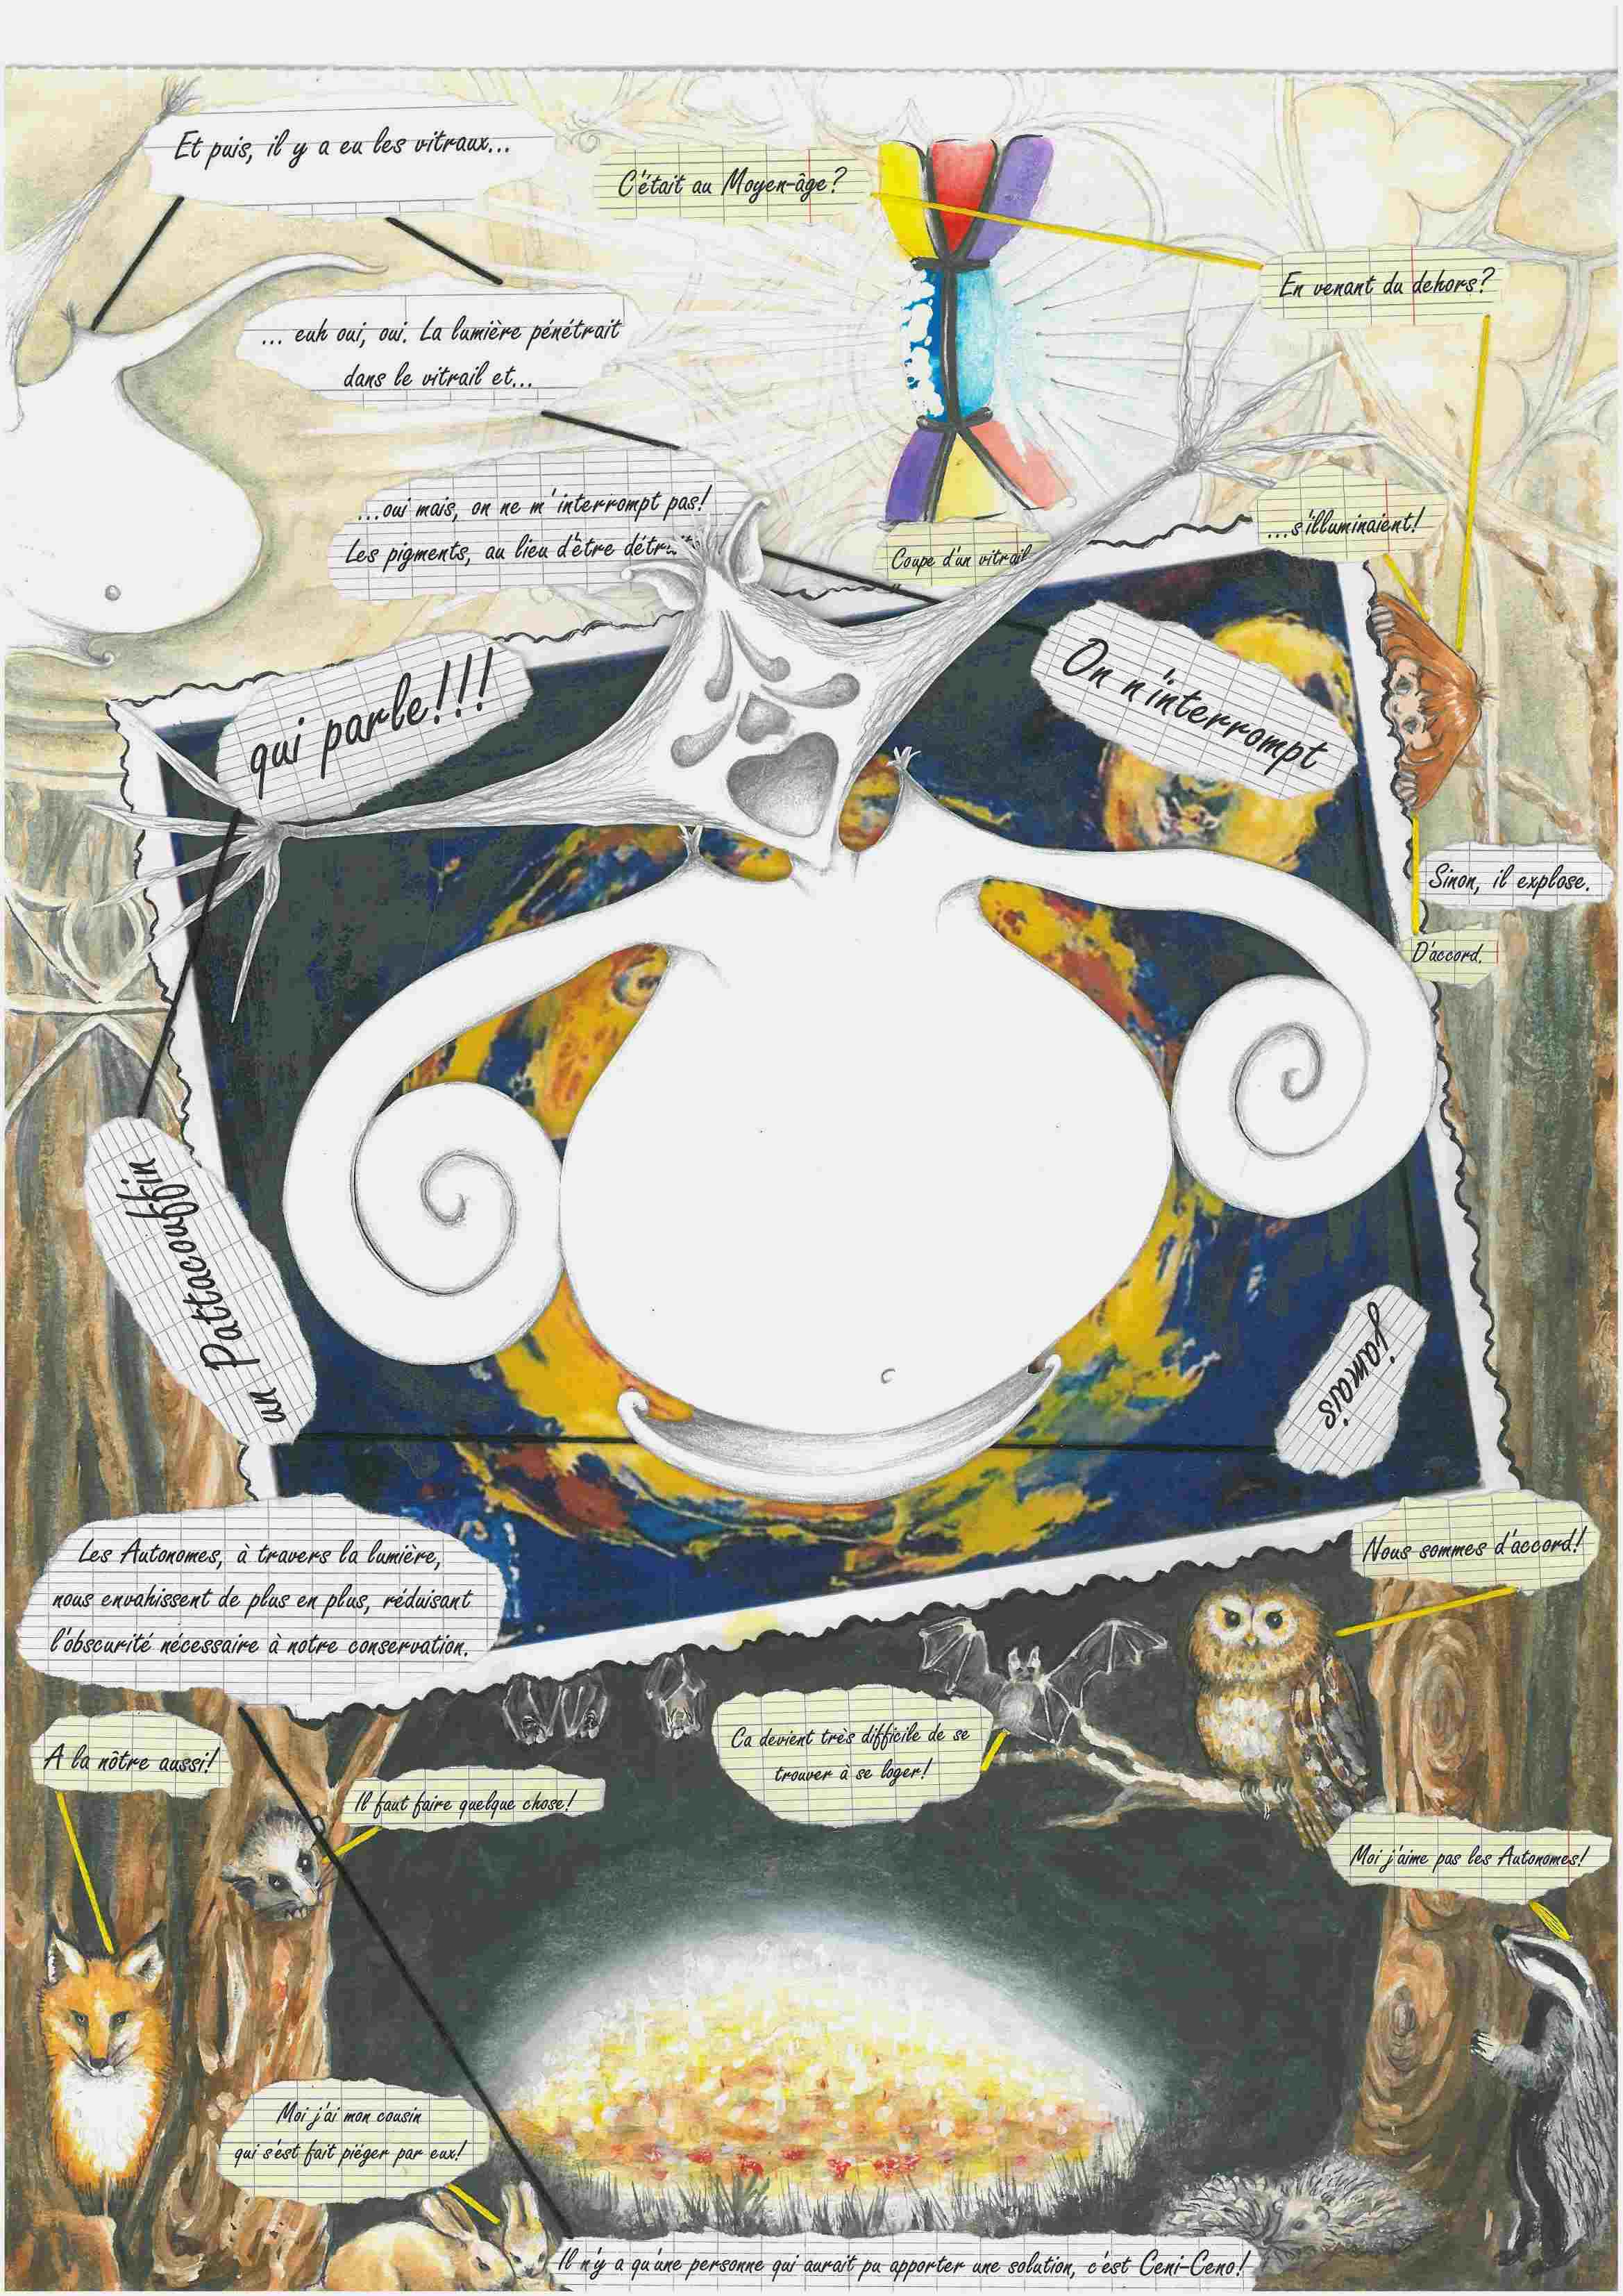 Et puis, il y a eu les vitraux...
C'était au Moyen-âge?
En venant du dehors?
... euh oui, oui. La lumière pénétrait
dans le vitrail et...
...oui mais, on ne m'interrompt pas!
Les pigments, au lieu d'être
...s'illuminaient!
Coupe d'un vitrail
On n'interrompt
jamais
un Pattacouffin
qui parle!!!
Sinon, il explose.
D'accord.
Les Autonomes, à travers la lumière,
nous envahissent de plus en plus, réduisant
l'obscurité nécessaire à notre conservation.
Nous sommes d'accord!
A la nôtre aussi!
Ca devient très difficile de se
trouver à se loger!
Il faut faire quelque chose!
Moi j'aime pas les Autonomes!
Moi j'ai mon cousin
qui s'est fait piéger par eux!
Il n'y a qu'une personne qui aurait pu apporter une solution, c'est Ceni-Ceno!